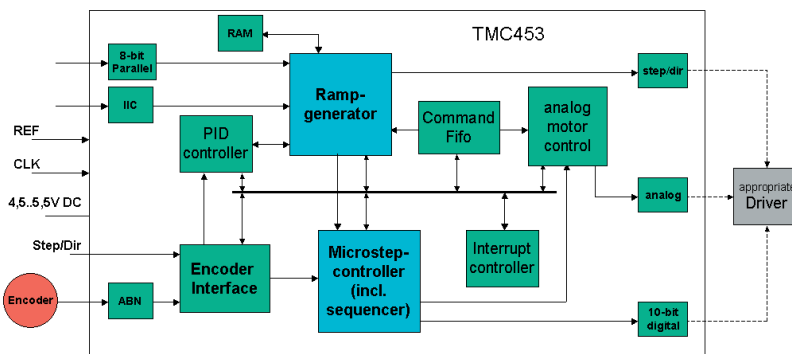 TMC453
RAM
8-bit
Parallel
IIC
REF
CLK
4,5..5,5V DC
Step/Dir
Encoder
ABN
PID
controller
Ramp-
generator
Command
Fifo
analog
motor
control
step/dir
analog
appropriate
Driver
Encoder
Interface
Microstep-
controller
(incl.
sequencer)
Interrupt
controller
10-bit
digital